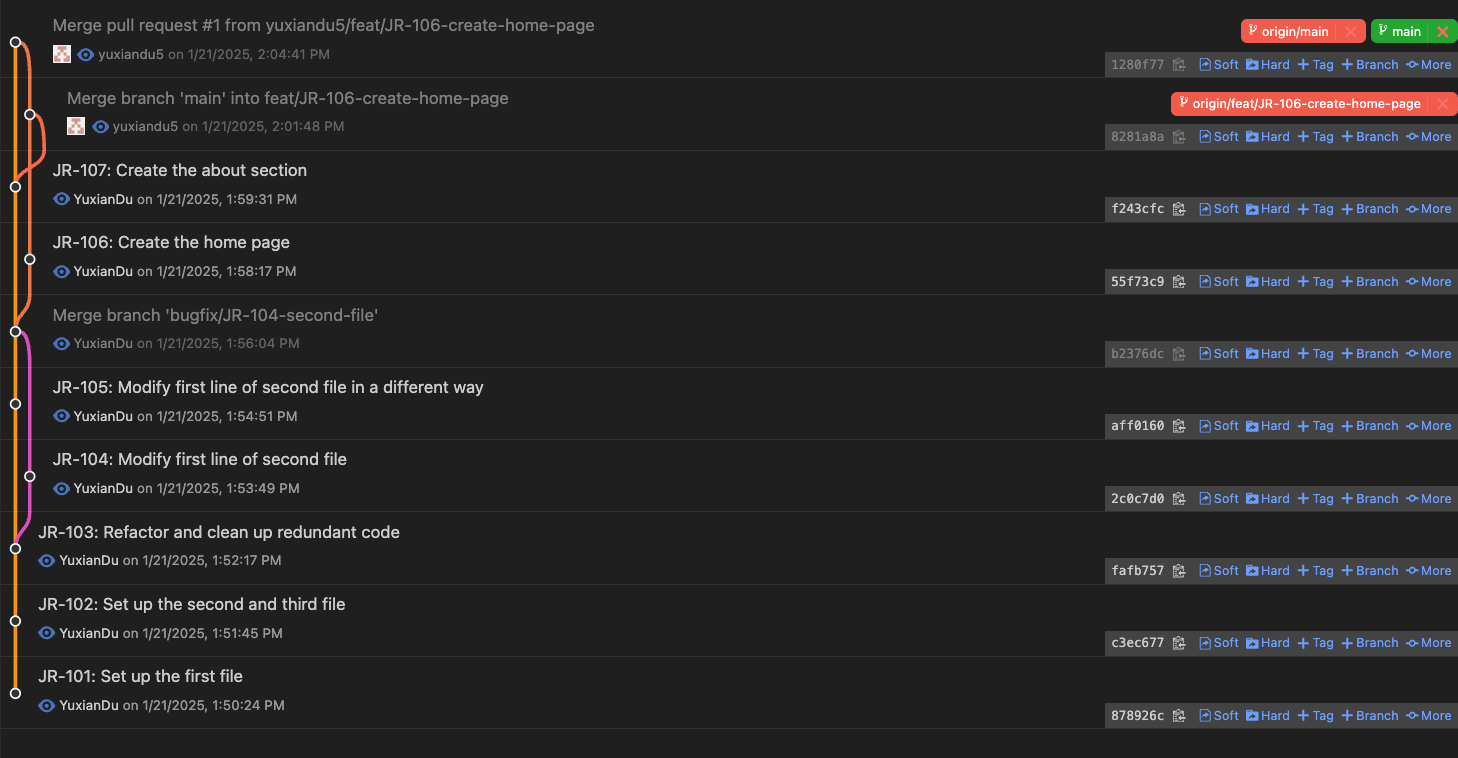 Merge pull request #1 from yuxiandu5/feat/JR-106-create-home-page
origin/main
main
yuxiandu5 on 1/21/2025, 2:04:41 PM
1280f77 Soft Hard Tag Branch More
Merge branch 'main' into feat/JR-106-create-home-page
origin/feat/JR-106-create-home-page
yuxiandu5 on 1/21/2025, 2:01:48 PM
8281a8a Soft Hard Tag Branch More
JR-107: Create the about section
YuxianDu on 1/21/2025, 1:59:31 PM
f243cfc Soft Hard Tag Branch More
JR-106: Create the home page
YuxianDu on 1/21/2025, 1:58:17 PM
55f73c9 Soft Hard Tag Branch More
Merge branch 'bugfix/JR-104-second-file'
YuxianDu on 1/21/2025, 1:56:04 PM
b2376dc Soft Hard Tag Branch More
JR-105: Modify first line of second file in a different way
YuxianDu on 1/21/2025, 1:54:51 PM
aff0160 Soft Hard Tag Branch More
JR-104: Modify first line of second file
YuxianDu on 1/21/2025, 1:53:49 PM
2c0c7d0 Soft Hard Tag Branch More
JR-103: Refactor and clean up redundant code
YuxianDu on 1/21/2025, 1:52:17 PM
fafb757 Soft Hard Tag Branch More
JR-102: Set up the second and third file
YuxianDu on 1/21/2025, 1:51:45 PM
c3ec677 Soft Hard Tag Branch More
JR-101: Set up the first file
YuxianDu on 1/21/2025, 1:50:24 PM
878926c Soft Hard Tag Branch More